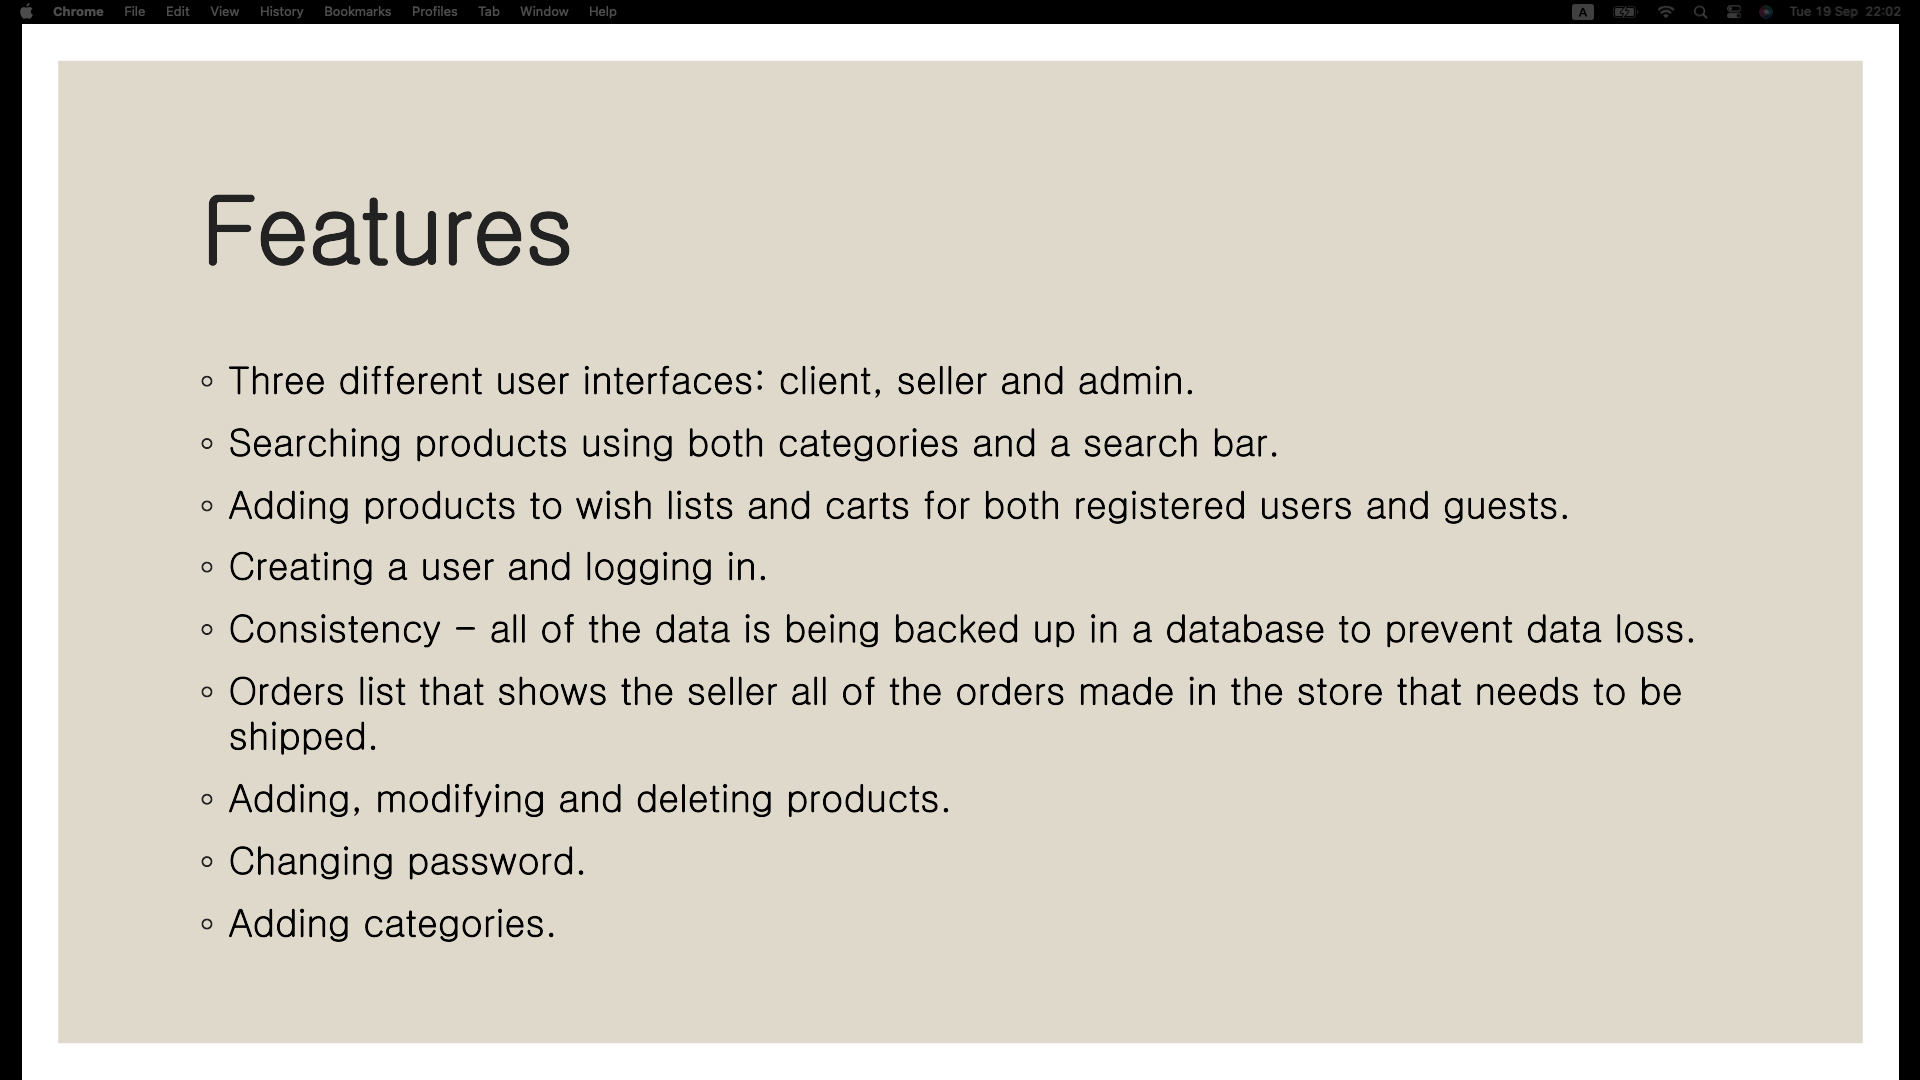 Chrome File Edit View History Bookmarks Profiles Tab Window Help A Tue 19 Sep 22:02
Features
◦ Three different user interfaces: client, seller and admin.
◦ Searching products using both categories and a search bar.
◦ Adding products to wish lists and carts for both registered users and guests.
◦ Creating a user and logging in.
◦ Consistency – all of the data is being backed up in a database to prevent data loss.
◦ Orders list that shows the seller all of the orders made in the store that needs to be
shipped.
◦ Adding, modifying and deleting products.
◦ Changing password.
◦ Adding categories.